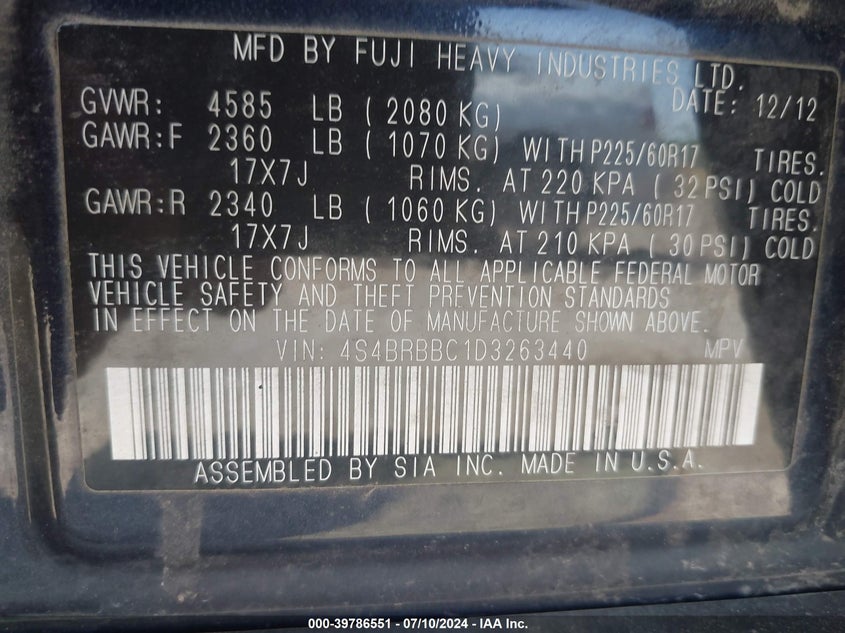 MFD BY FUJI HEAVY INDUSTRIES LTD.
DATE: 12/12
GVWR: 4585 LB ( 2080 KG)
GAWR:F 2360 LB ( 1070 KG) WITH P225/60R17 TIRES.
17X7J RIMS. AT 220 KPA ( 32 PSI) COLD
GAWR:R 2340 LB ( 1060 KG) WITH P225/60R17 TIRES.
17X7J RIMS. AT 210 KPA ( 30 PSI) COLD
THIS VEHICLE CONFORMS TO ALL APPLICABLE FEDERAL MOTOR
VEHICLE SAFETY AND THEFT PREVENTION STANDARDS
IN EFFECT ON THE DATE OF MANUFACTURE SHOWN ABOVE.
VIN: 4S4BRBBC1D3263440 MPV
ASSEMBLED BY SIA INC. MADE IN U.S.A.
000-39786551 - 07/10/2024 - IAA Inc.